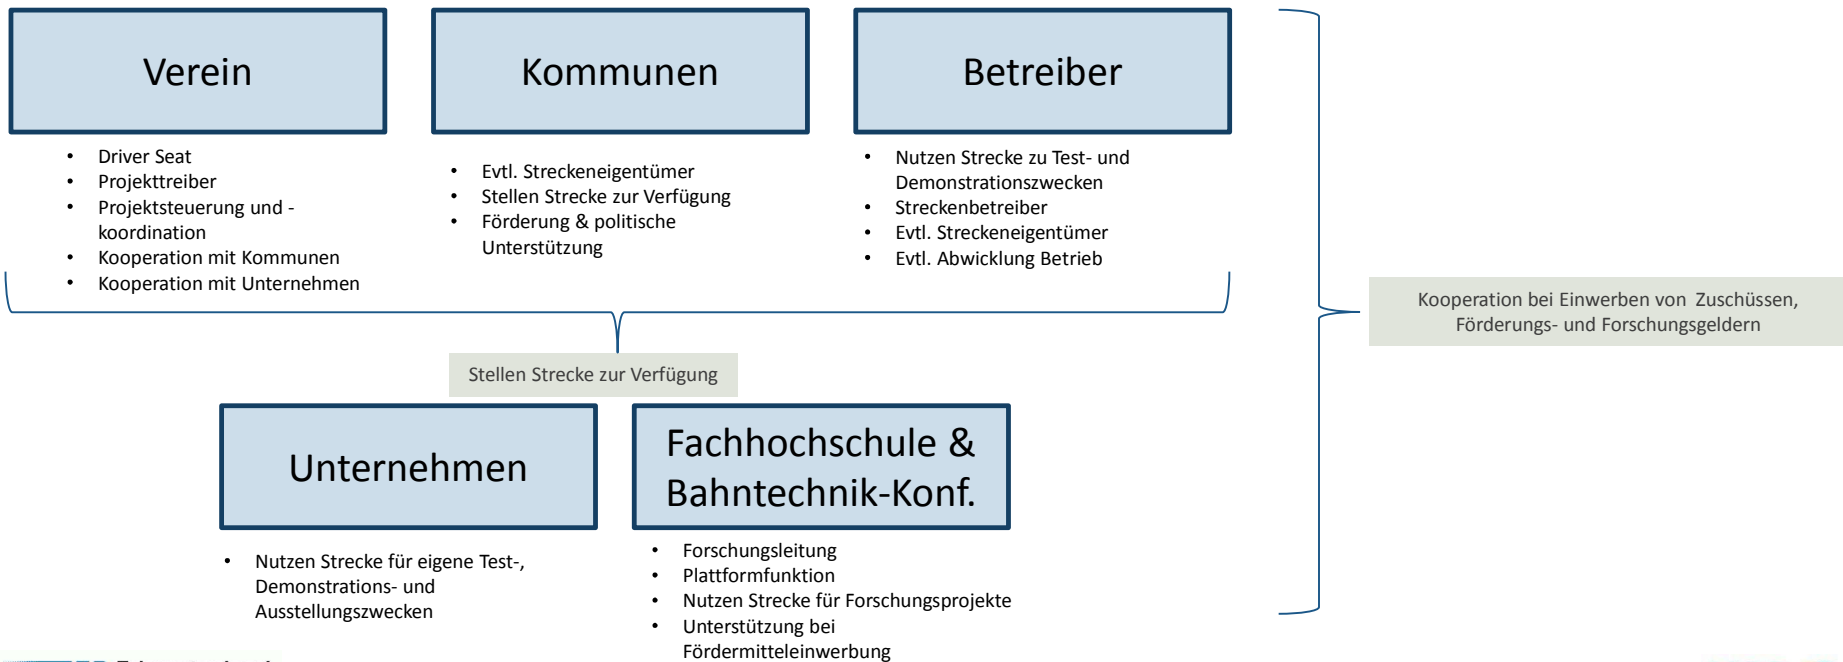 Verein
• Driver Seat
• Projekttreiber
• Projektsteuerung und -
koordination
• Kooperation mit Kommunen
• Kooperation mit Unternehmen
Kommunen
• Evtl. Streckeneigentümer
• Stellen Strecke zur Verfügung
• Förderung & politische
Unterstützung
Betreiber
• Nutzen Strecke zu Test- und
Demonstrationszwecken
• Streckenbetreiber
• Evtl. Streckeneigentümer
• Evtl. Abwicklung Betrieb
Kooperation bei Einwerben von Zuschüssen,
Förderungs- und Forschungsgeldern
Stellen Strecke zur Verfügung
Unternehmen
• Nutzen Strecke für eigene Test-,
Demonstrations- und
Ausstellungszwecken
Fachhochschule &
Bahntechnik-Konf.
• Forschungsleitung
• Plattformfunktion
• Nutzen Strecke für Forschungsprojekte
• Unterstützung bei
Fördermitteleinwerbung